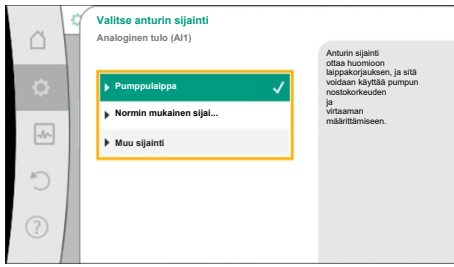 Valitse anturin sijainti
Analoginen tulo (AI1)
Pumppulaippa
Normin mukainen sijai...
Muu sijainti
Anturin sijainti
ottaa huomioon
laippakorjauksen, ja sitä
voidaan käyttää pumpun
nostokorkeuden
ja
virtaaman
määrittämiseen.
?